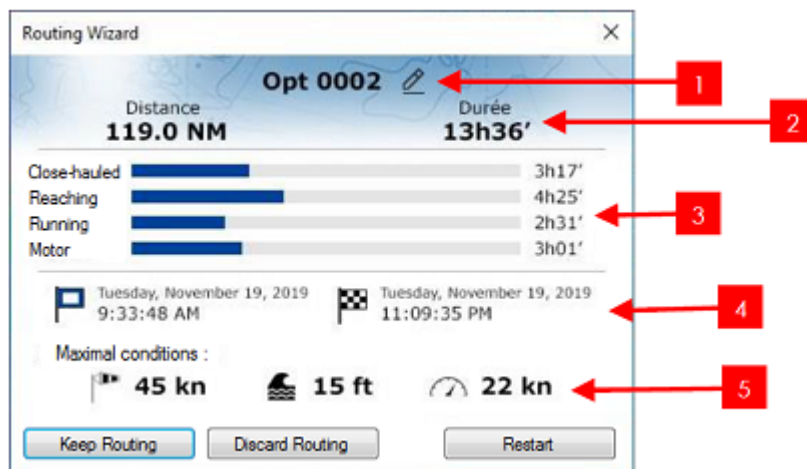 Routing Wizard
Opt 0002
1
Distance
Durée
119.0 NM
13h36’
2
Close-hauled 3h17’
Reaching 4h25’
Running 2h31’
Motor 3h01’
3
Tuesday, November 19, 2019
9:33:48 AM
Tuesday, November 19, 2019
11:09:35 PM
4
Maximal conditions :
45 kn 15 ft 22 kn
5
Keep Routing Discard Routing Restart